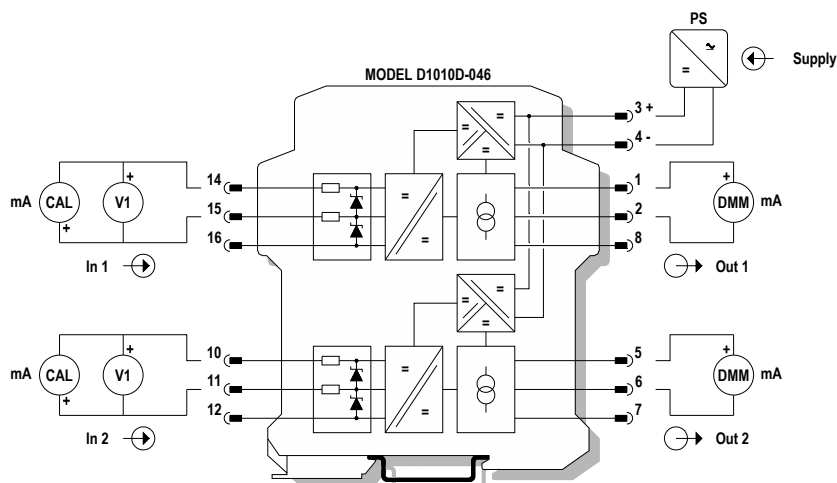 PS
Supply
=
MODEL D1010D-046
3 +
4 -
= = =
14
15
16
mA
CAL
+
V1
+
In 1
= =
1
2
8
+
DMM
mA
Out 1
= = =
10
11
12
mA
CAL
+
V1
+
In 2
= =
5
6
7
+
DMM
mA
Out 2